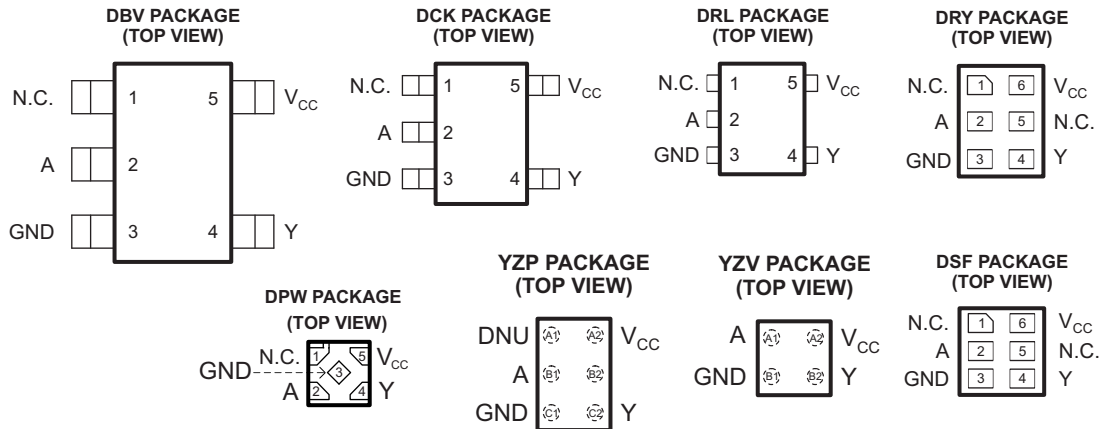 DBV PACKAGE
(TOP VIEW)
N.C. 1 5 VCC
A 2
GND 3 4 Y
DCK PACKAGE
(TOP VIEW)
N.C. 1 5 VCC
A 2
GND 3 4 Y
DRL PACKAGE
(TOP VIEW)
N.C. 1 5 VCC
A 2
GND 3 4 Y
DRY PACKAGE
(TOP VIEW)
N.C. 1 6 VCC
A 2 5 N.C.
GND 3 4 Y
DPW PACKAGE
(TOP VIEW)
N.C. 1 5 VCC
GND 3
A 2 4 Y
YZP PACKAGE
(TOP VIEW)
DNU A1 A2 VCC
A B1 B2
GND C1 C2 Y
YZV PACKAGE
(TOP VIEW)
A A1 A2 VCC
GND B1 B2 Y
DSF PACKAGE
(TOP VIEW)
N.C. 1 6 VCC
A 2 5 N.C.
GND 3 4 Y